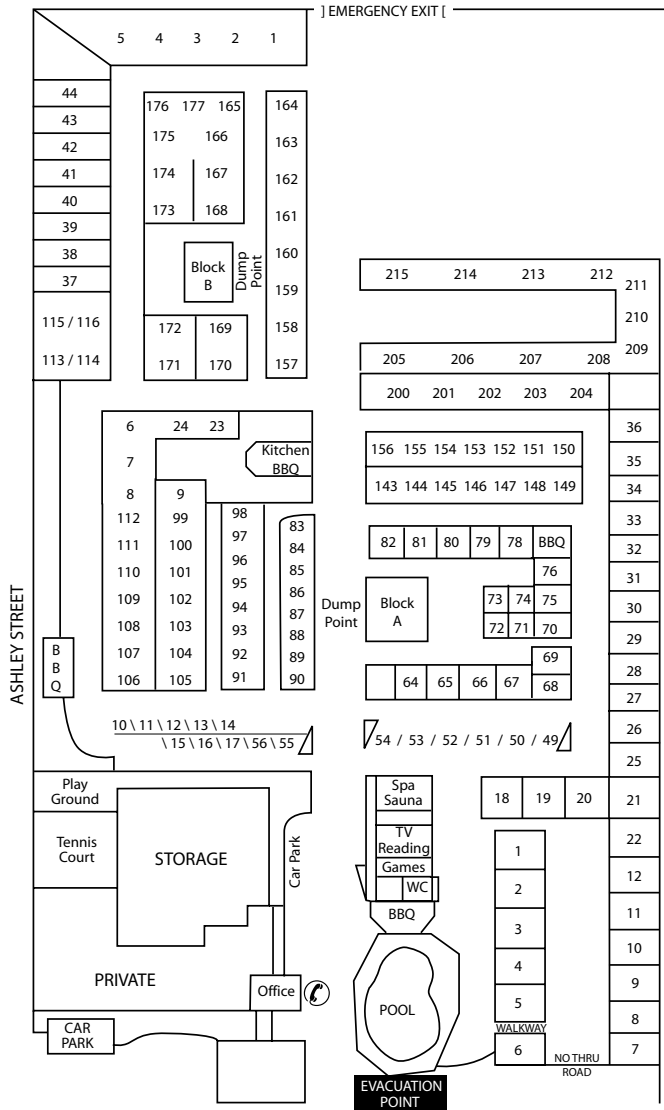 ] EMERGENCY EXIT [
5 4 3 2 1
44
43
42
41
40
39
38
37
115 / 116
113 / 114
176 177 165
175 166
174 167
173 168
Block
B
Dump
Point
172 169
171 170
164
163
162
161
160
159
158
157
215 214 213 212
211
210
209
205 206 207 208
200 201 202 203 204
6 24 23
7
8 9
Kitchen
BBQ
112 99
111 100
110 101
109 102
108 103
107 104
106 105
98
97
96
95
94
93
92
91
83
84
85
86
87
88
89
90
156 155 154 153 152 151 150
143 144 145 146 147 148 149
82 81 80 79 78 BBQ
76
73 74 75
72 71 70
Dump
Point
Block
A
69
64 65 66 67 68
36
35
34
33
32
31
30
29
28
27
26
25
21
22
12
11
10
9
8
7
ASHLEY STREET
B
B
Q
10 \ 11 \ 12 \ 13 \ 14
\ 15 \ 16 \ 17 \ 56 \ 55
54 / 53 / 52 / 51 / 50 / 49
Play
Ground
Tennis
Court
STORAGE
Car Park
PRIVATE
Office
CAR
PARK
Spa
Sauna
TV
Reading
Games
WC
BBQ
POOL
EVACUATION
POINT
18 19 20
1
2
3
4
5
WALKWAY
6
NO THRU
ROAD